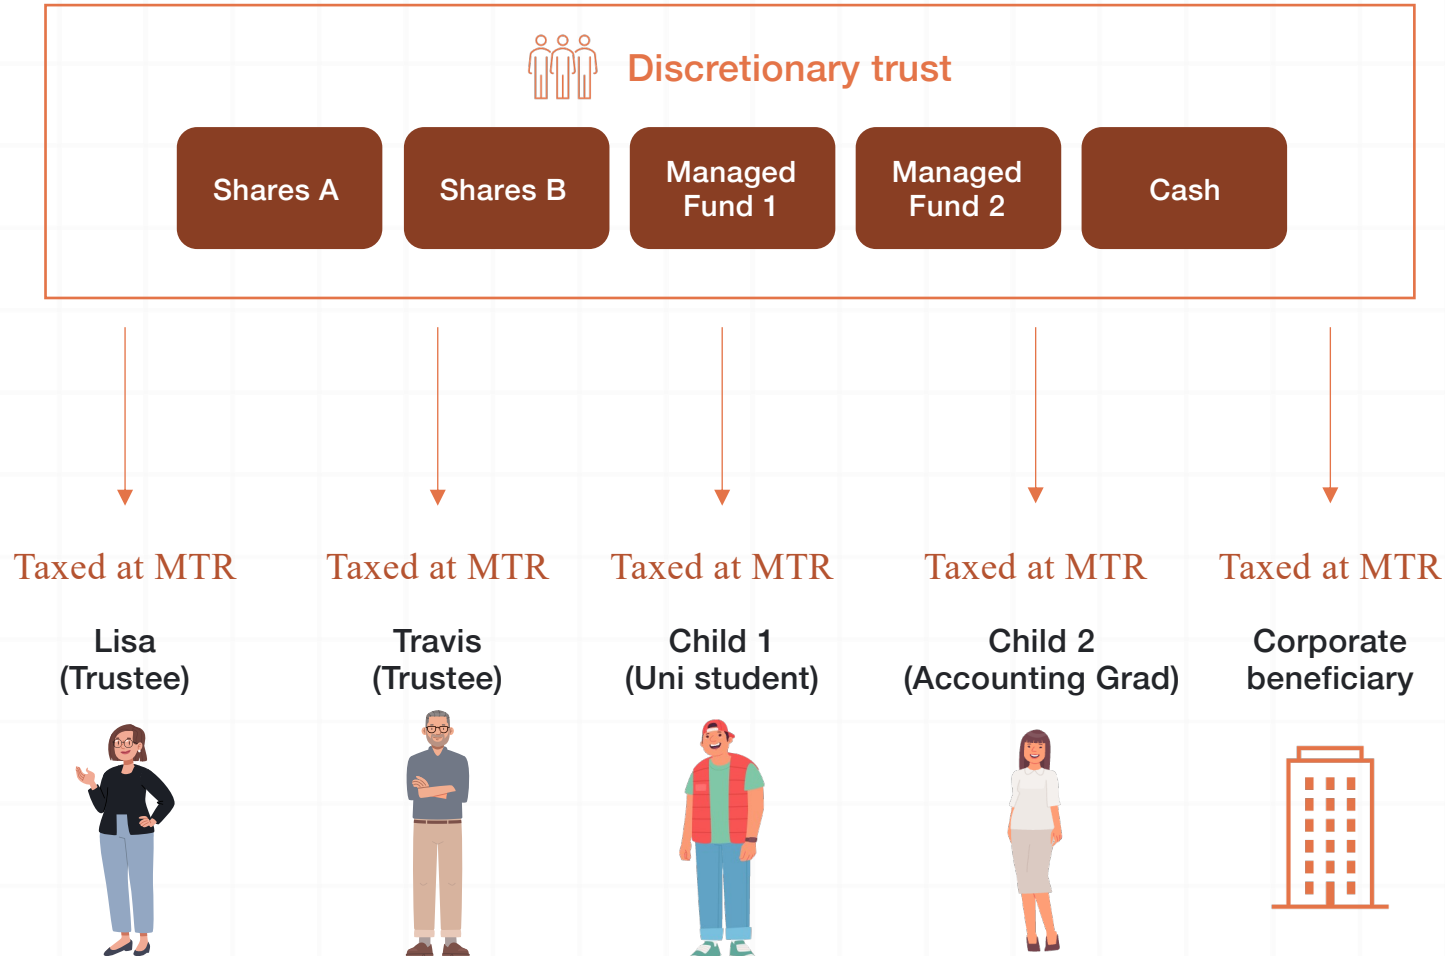 Discretionary trust
Shares A
Shares B
Managed
Fund 1
Managed
Fund 2
Cash
Taxed at MTR
Taxed at MTR
Taxed at MTR
Taxed at MTR
Taxed at MTR
Lisa
(Trustee)
Travis
(Trustee)
Child 1
(Uni student)
Child 2
(Accounting Grad)
Corporate
beneficiary